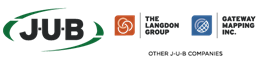 J·U·B
THE
LANGDON
GROUP
GATEWAY
MAPPING
INC.
OTHER J-U-B COMPANIES